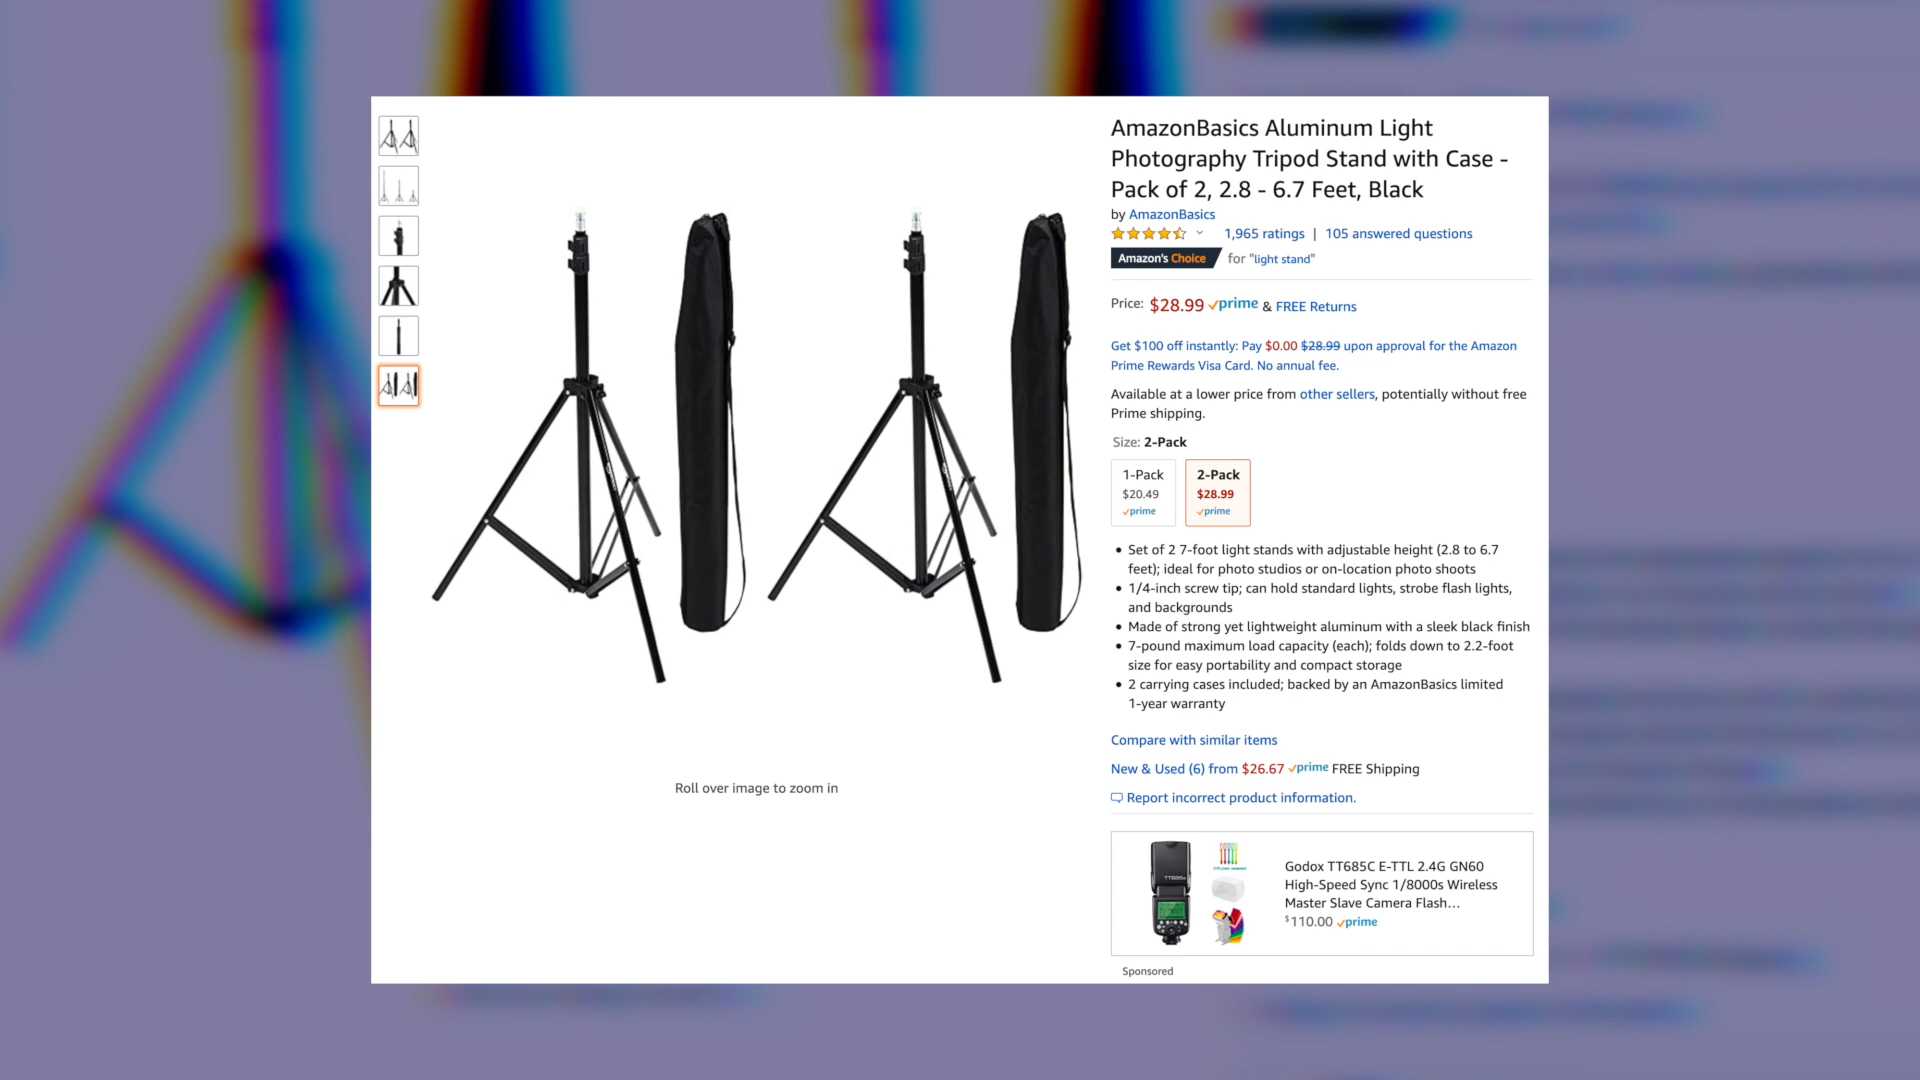 AmazonBasics Aluminum Light
Photography Tripod Stand with Case -
Pack of 2, 2.8 - 6.7 Feet, Black
by AmazonBasics
1,965 ratings | 105 answered questions
Amazon's Choice for "light stand"
Price: $28.99 prime & FREE Returns
Get $100 off instantly: Pay $0.00 $28.99 upon approval for the Amazon
Prime Rewards Visa Card. No annual fee.
Available at a lower price from other sellers, potentially without free
Prime shipping.
Size: 2-Pack
1-Pack 2-Pack
$20.49 $28.99
prime prime
• Set of 2 7-foot light stands with adjustable height (2.8 to 6.7
feet); ideal for photo studios or on-location photo shoots
• 1/4-inch screw tip; can hold standard lights, strobe flash lights,
and backgrounds
• Made of strong yet lightweight aluminum with a sleek black finish
• 7-pound maximum load capacity (each); folds down to 2.2-foot
size for easy portability and compact storage
• 2 carrying cases included; backed by an AmazonBasics limited
1-year warranty
Compare with similar items
New & Used (6) from $26.67 prime FREE Shipping
Report incorrect product information.
Roll over image to zoom in
Godox TT685C E-TTL 2.4G GN60
High-Speed Sync 1/8000s Wireless
Master Slave Camera Flash...
$110.00 prime
Sponsored